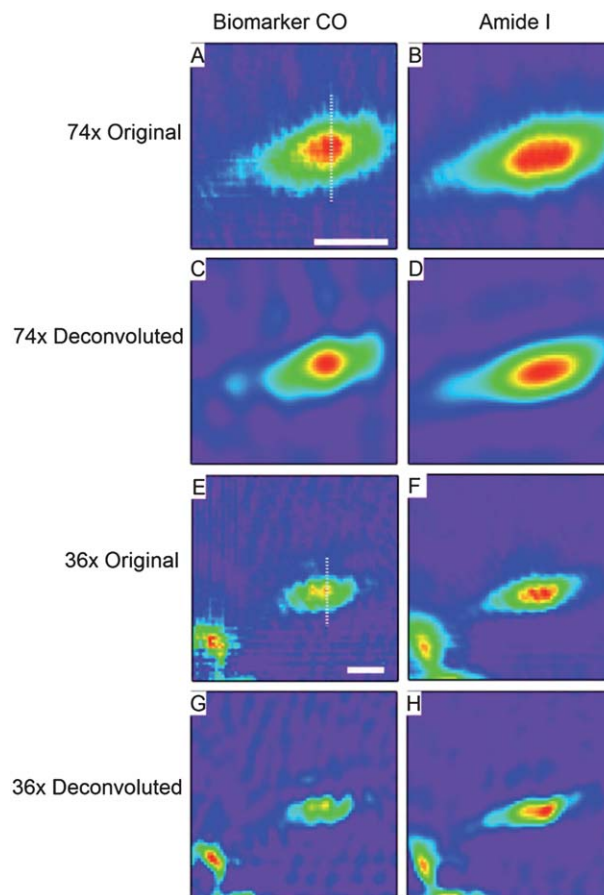 Biomarker CO Amide I
A B
74x Original
C D
74x Deconvoluted
E F
36x Original
G H
36x Deconvoluted